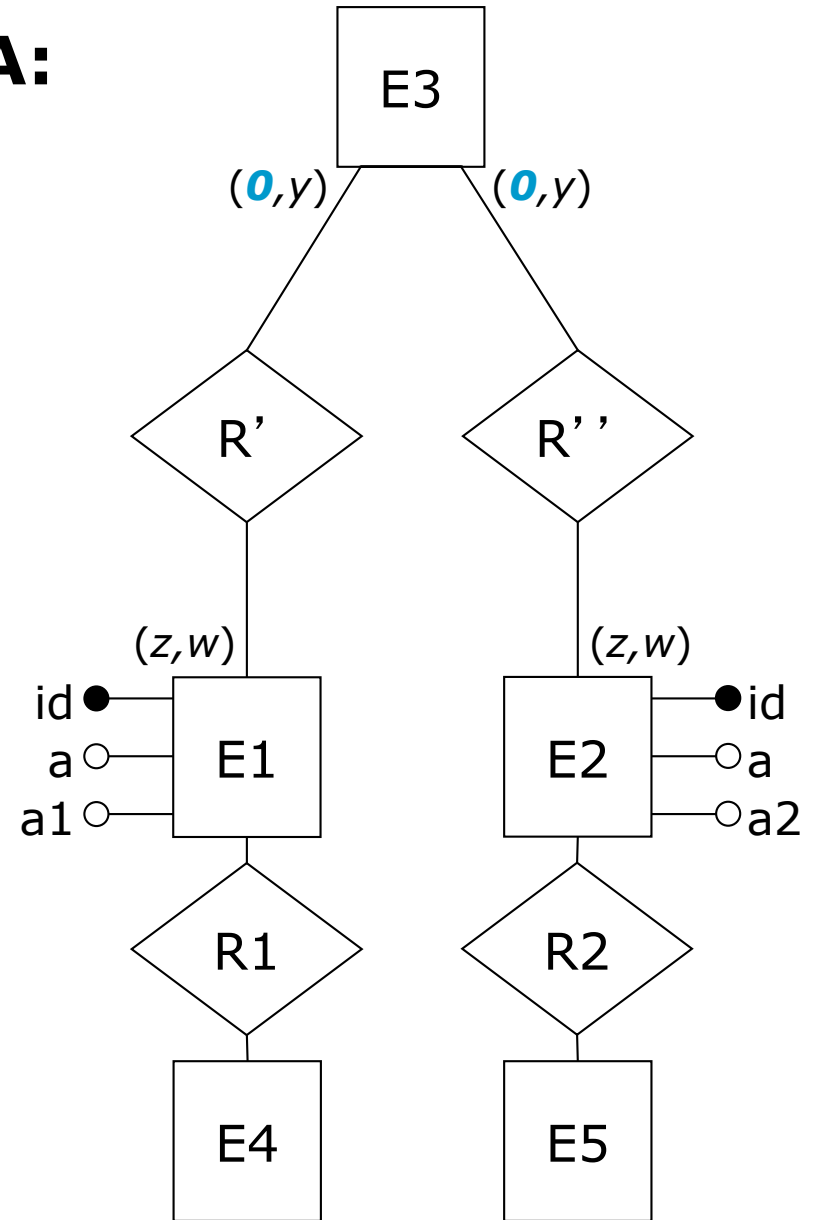 A:
E3
(0,y) (0,y)
R’ R’’
(z,w) (z,w)
id id
a E1 E2 a
a1 a2
R1 R2
E4 E5